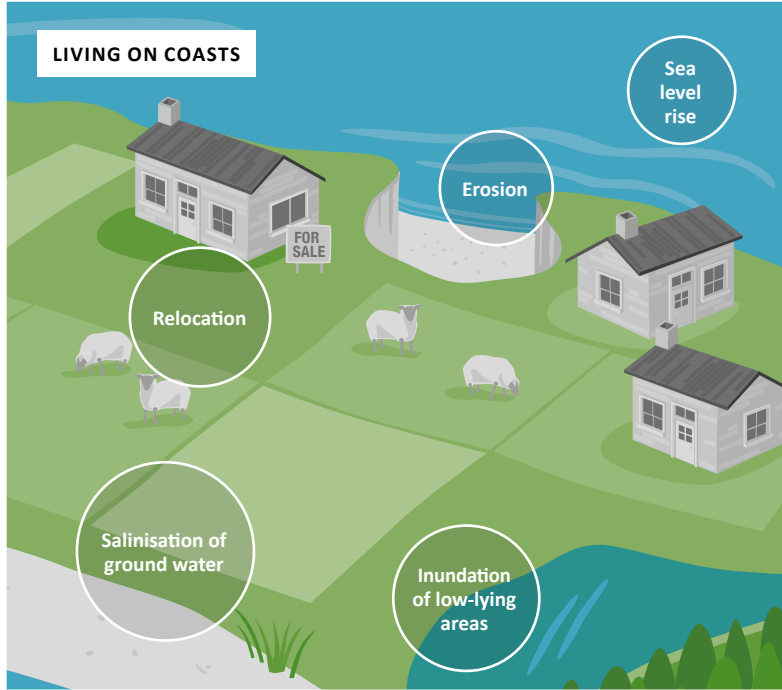 LIVING ON COASTS
Sea
level
rise
Erosion
FOR
SALE
Relocation
Salinisation of
ground water
Inundation
of low-lying
areas